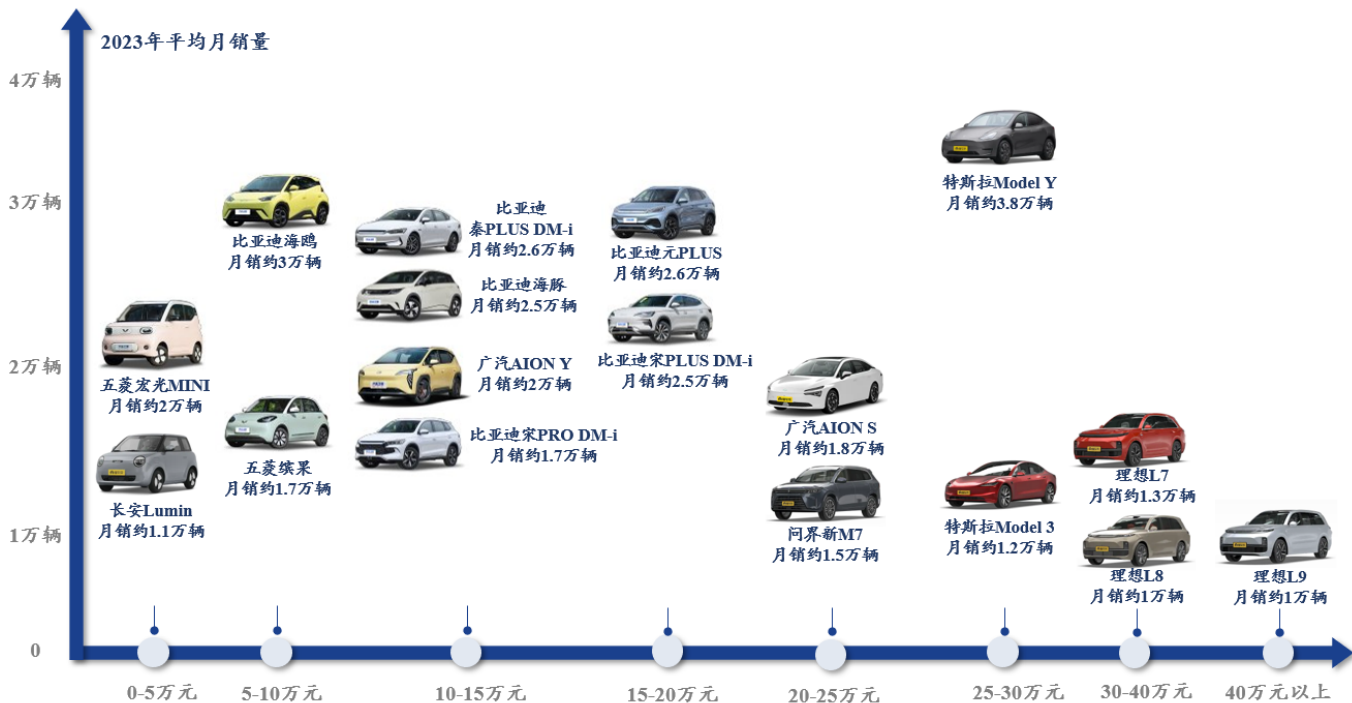 2023年平均月销量
4万辆
3万辆
2万辆
1万辆
0
五菱宏光MINI
月销约2万辆
长安Lumin
月销约1.1万辆
比亚迪海鸥
月销约3万辆
五菱缤果
月销约1.7万辆
比亚迪
秦PLUS DM-i
月销约2.6万辆
比亚迪海豚
月销约2.5万辆
广汽AION Y
月销约2万辆
比亚迪宋PRO DM-i
月销约1.7万辆
比亚迪元PLUS
月销约2.6万辆
比亚迪宋PLUS DM-i
月销约2.5万辆
广汽AION S
月销约1.8万辆
问界新M7
月销约1.5万辆
特斯拉Model Y
月销约3.8万辆
特斯拉Model 3
月销约1.2万辆
理想L7
月销约1.3万辆
理想L8
月销约1万辆
理想L9
月销约1万辆
0-5万元
5-10万元
10-15万元
15-20万元
20-25万元
25-30万元
30-40万元
40万元以上